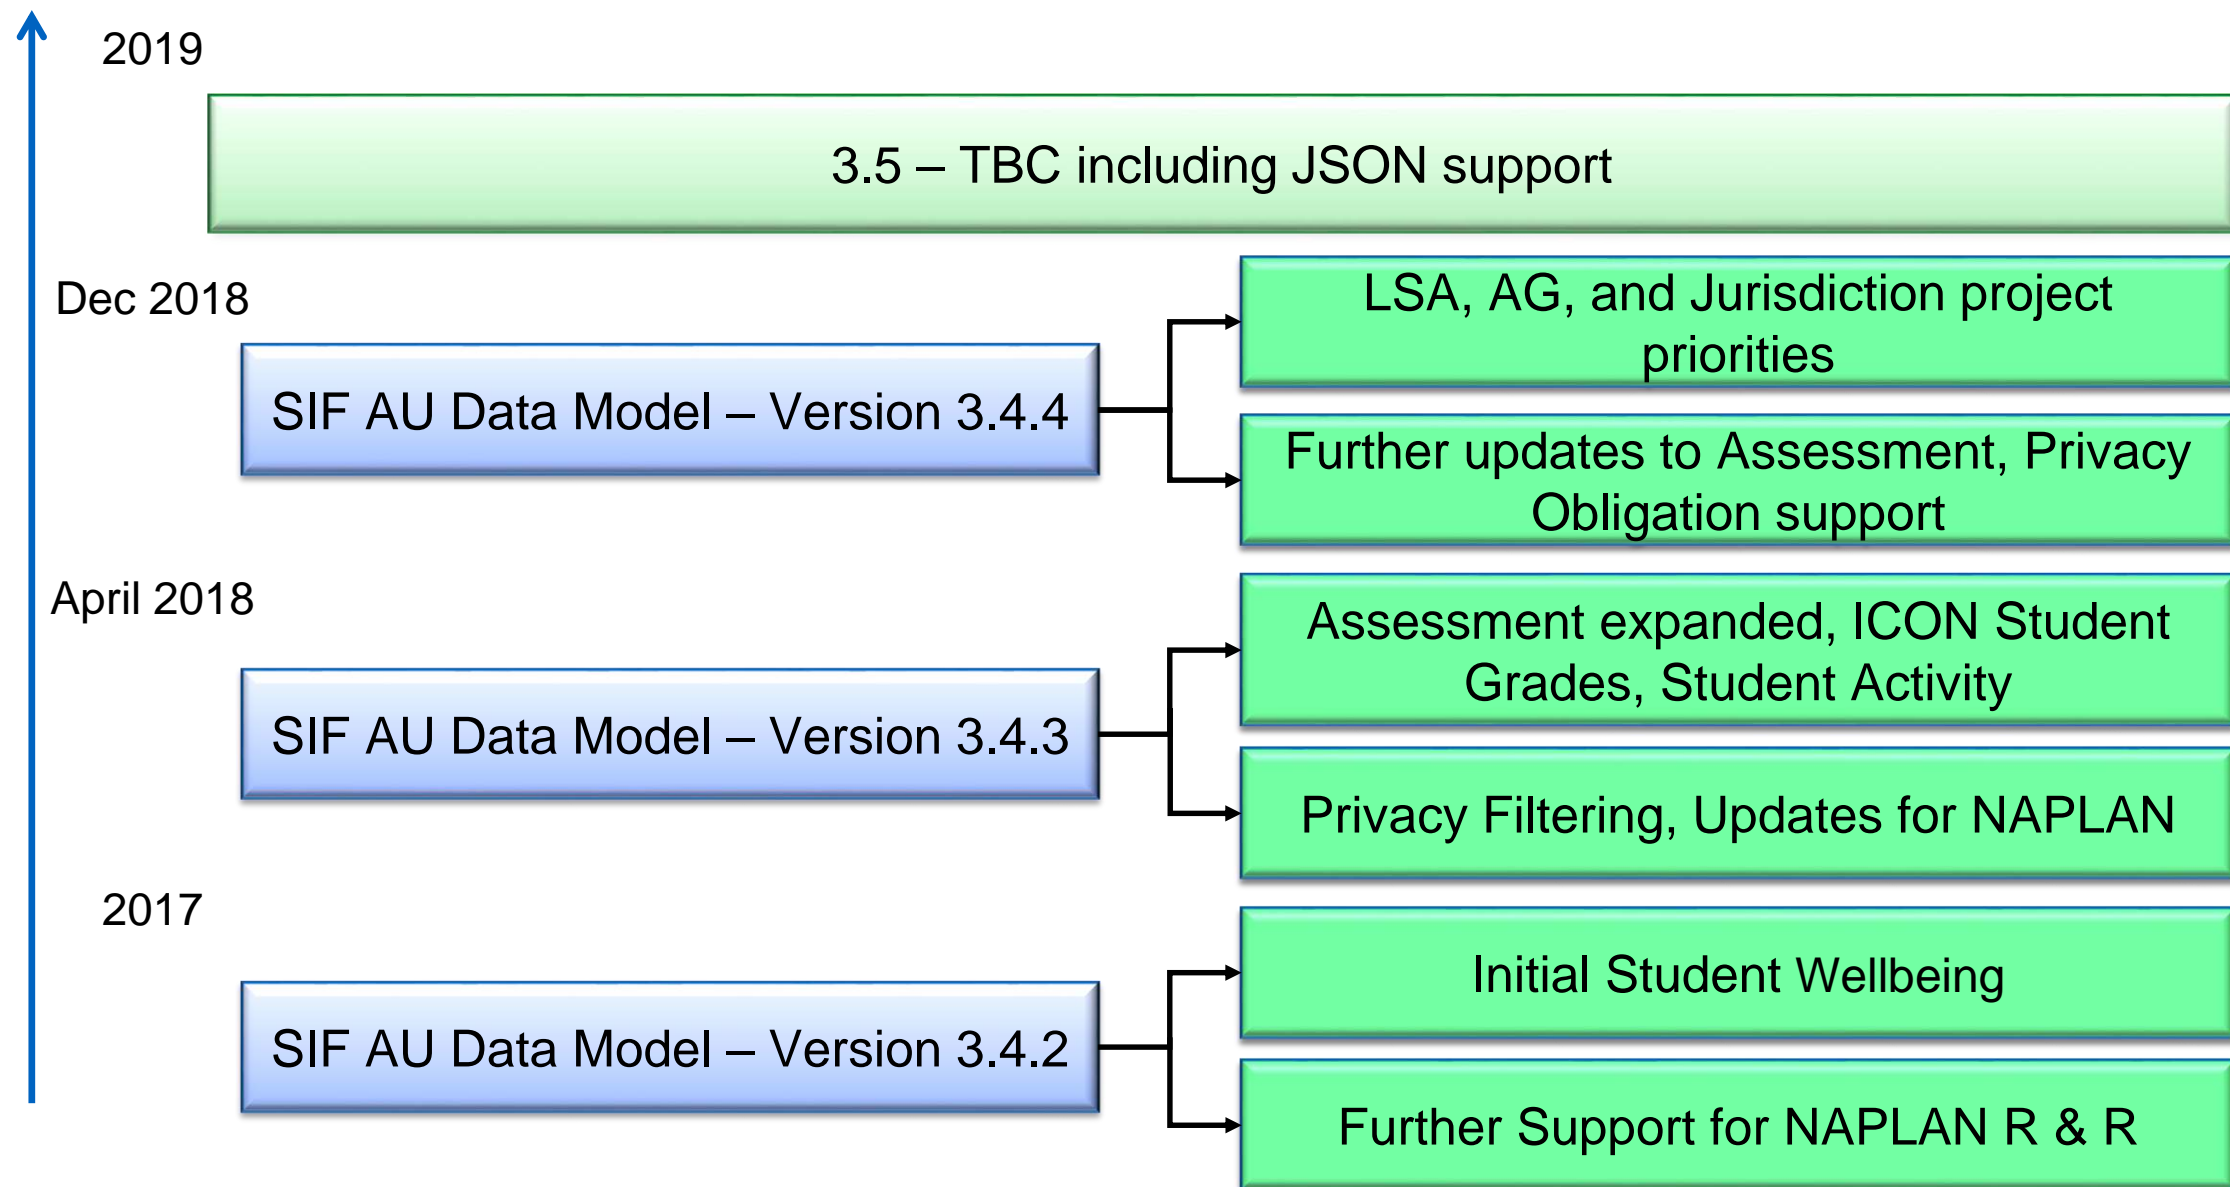 2019
3.5 – TBC including JSON support
Dec 2018
SIF AU Data Model – Version 3.4.4
LSA, AG, and Jurisdiction project
priorities
Further updates to Assessment, Privacy
Obligation support
April 2018
SIF AU Data Model – Version 3.4.3
Assessment expanded, ICON Student
Grades, Student Activity
Privacy Filtering, Updates for NAPLAN
2017
SIF AU Data Model – Version 3.4.2
Initial Student Wellbeing
Further Support for NAPLAN R & R